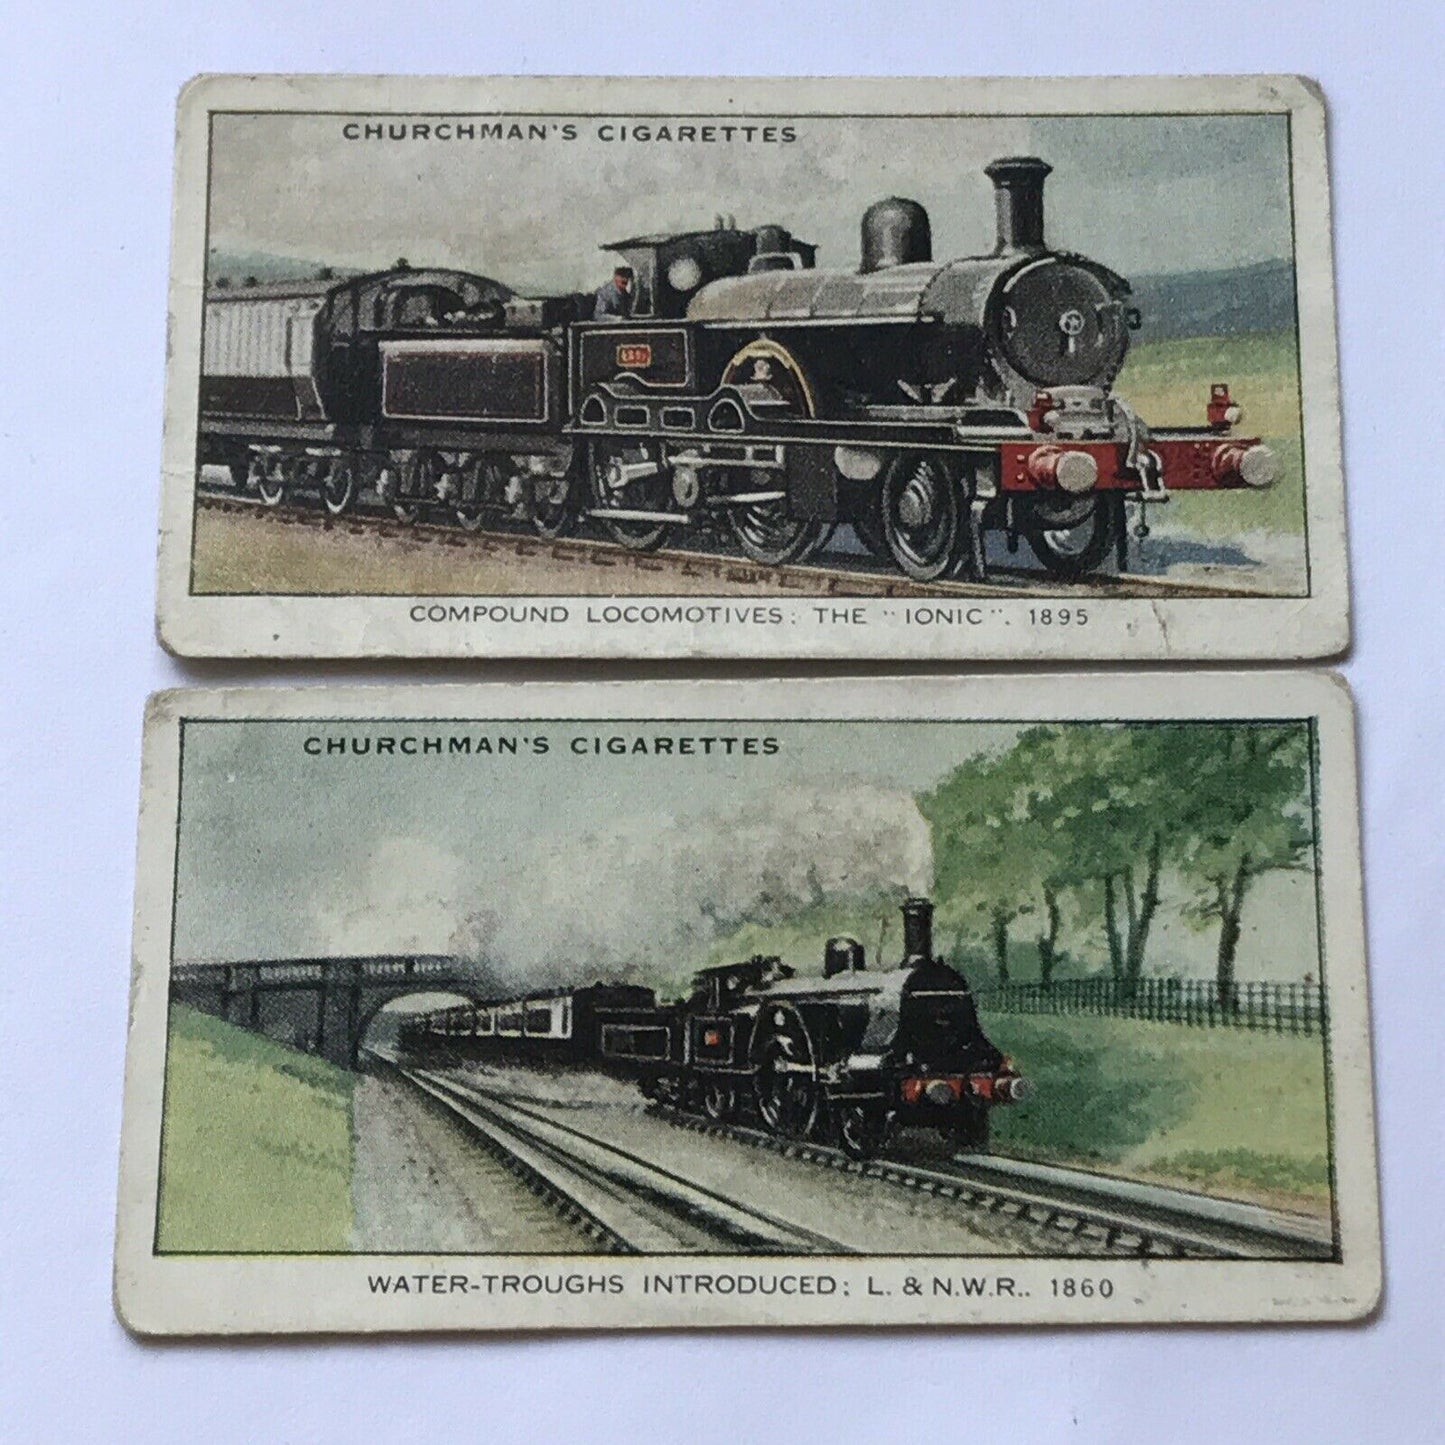 CHURCHMAN'S CIGARETTES
COMPOUND LOCOMOTIVES: THE "IONIC". 1895
CHURCHMAN'S CIGARETTES
WATER-TROUGHS INTRODUCED; L. & N.W.R.. 1860